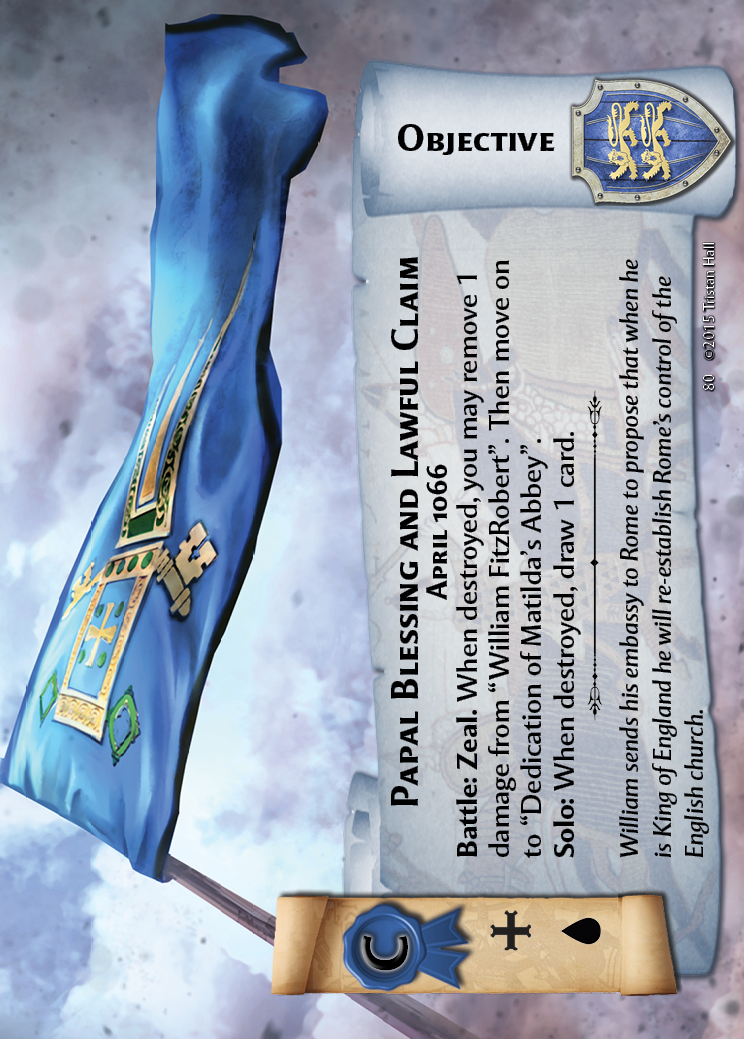 OBJECTIVE
PAPAL BLESSING AND LAWFUL CLAIM
APRIL 1066
Battle: Zeal. When destroyed, you may remove 1
damage from “William FitzRobert”. Then move on
to “Dedication of Matilda’s Abbey”.
Solo: When destroyed, draw 1 card.
William sends his embassy to Rome to propose that when he
is King of England he will re-establish Rome’s control of the
English church.
C
80 ©2015 Tristan Hall